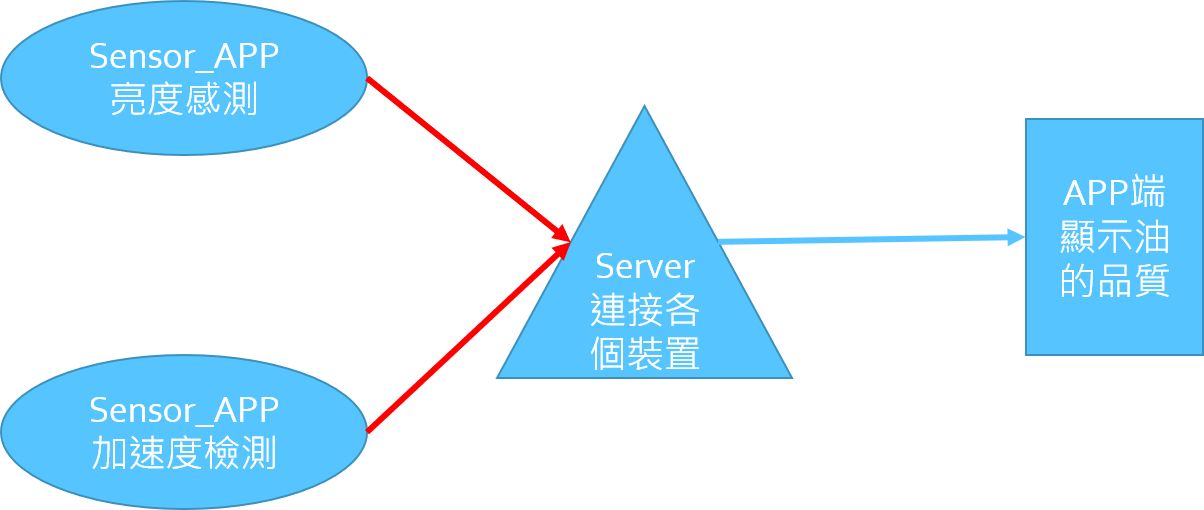 Sensor_APP
亮度感測
Sensor_APP
加速度檢測
Server
連接各
個裝置
APP端
顯示油
的品質